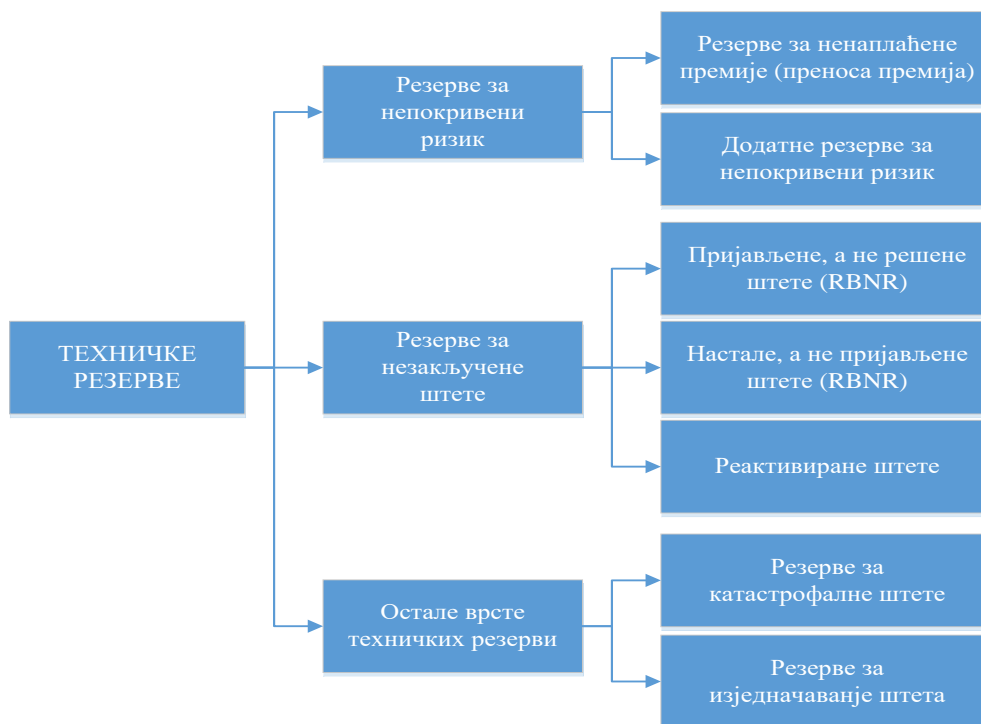 ТЕХНИЧКЕ
РЕЗЕРВЕ
Резерве за
непокривени
ризик
Резерве за ненаплаћене
премије (преноса премија)
Додатне резерве за
непокривени ризик
Резерве за
незакључене
штете
Пријављене, а не решене
штете (RBNR)
Настале, а не пријављене
штете (RBNR)
Реактивиране штете
Остале врсте
техничких резерви
Резерве за
катастрофалне штете
Резерве за
изједначавање штета